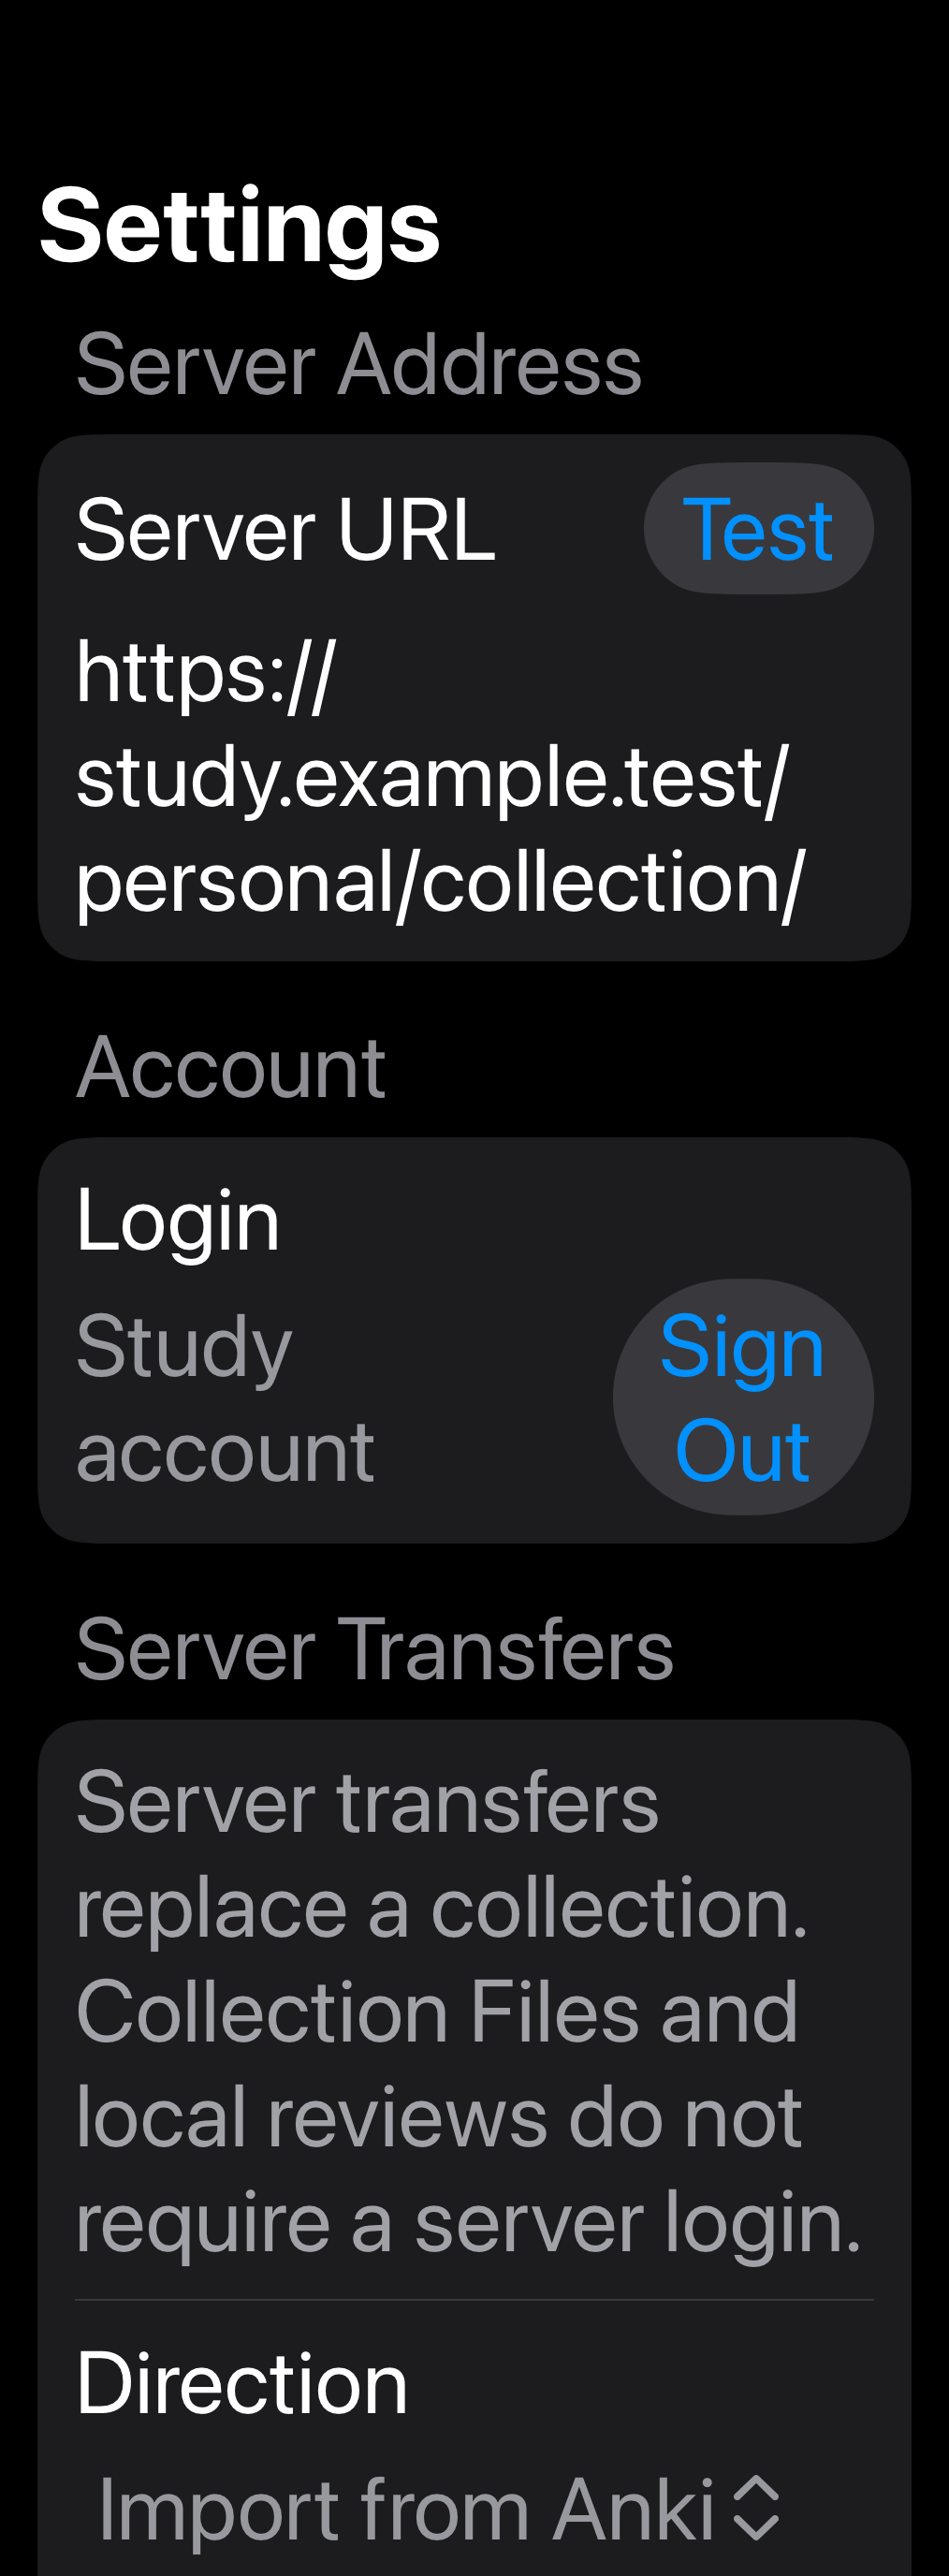 Settings
Server Address
Server URL Test
https://
study.example.test/
personal/collection/
Account
Login
Study
account
Sign
Out
Server Transfers
Server transfers
replace a collection.
Collection Files and
local reviews do not
require a server login.
Direction
Import from Anki